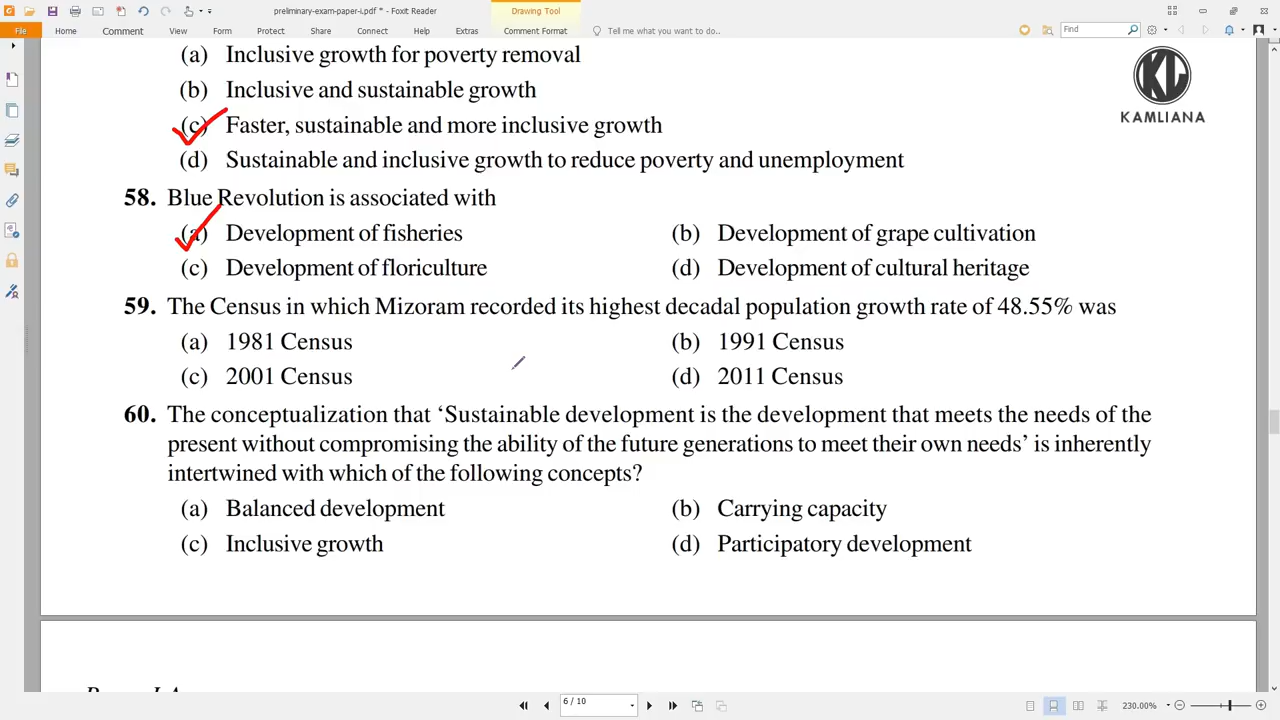 preliminary-exam-paper-i.pdf * - Foxit Reader
Drawing Tool
File Home Comment View Form Protect Share Connect Help Extras Comment Format Tell me what you want to do.. Find
(a) Inclusive growth for poverty removal
(b) Inclusive and sustainable growth
(c) Faster, sustainable and more inclusive growth
(d) Sustainable and inclusive growth to reduce poverty and unemployment
KL
KAMLIANA
58. Blue Revolution is associated with
(a) Development of fisheries (b) Development of grape cultivation
(c) Development of floriculture (d) Development of cultural heritage
59. The Census in which Mizoram recorded its highest decadal population growth rate of 48.55% was
(a) 1981 Census (b) 1991 Census
(c) 2001 Census (d) 2011 Census
60. The conceptualization that ‘Sustainable development is the development that meets the needs of the
present without compromising the ability of the future generations to meet their own needs’ is inherently
intertwined with which of the following concepts?
(a) Balanced development (b) Carrying capacity
(c) Inclusive growth (d) Participatory development
6 / 10
230.00%